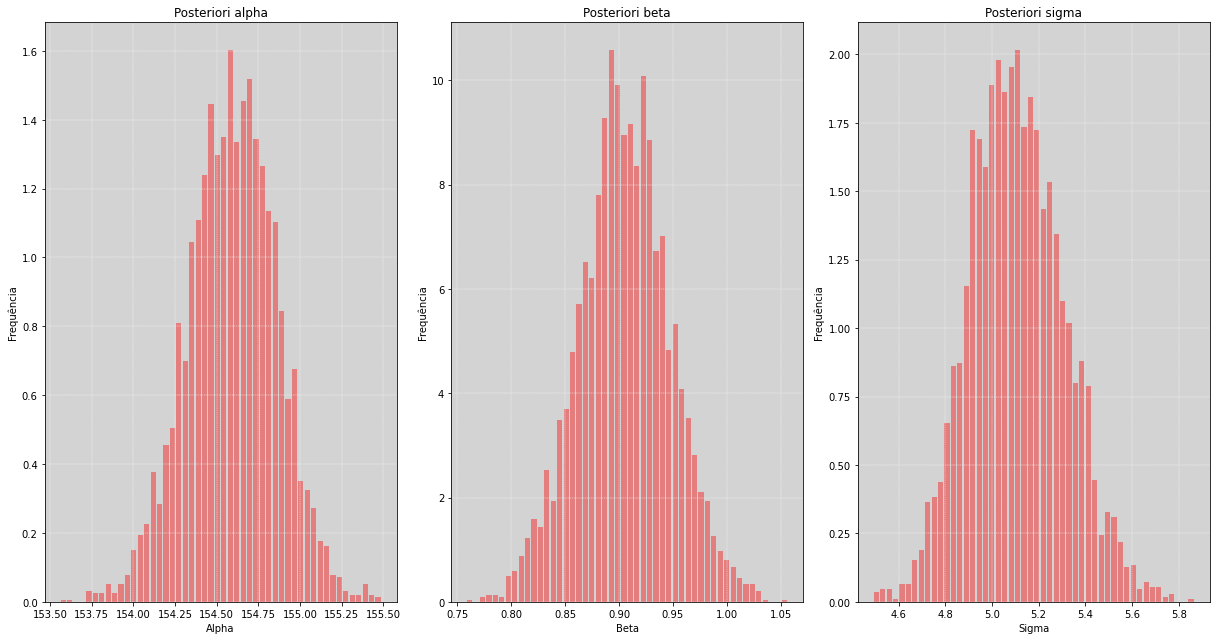 Posteriori alpha
Frequência
1.6
1.4
1.2
1.0
0.8
0.6
0.4
0.2
0.0
153.50 153.75 154.00 154.25 154.50 154.75 155.00 155.25 155.50
Alpha
Posteriori beta
Frequência
10
8
6
4
2
0
0.75 0.80 0.85 0.90 0.95 1.00 1.05
Beta
Posteriori sigma
Frequência
2.00
1.75
1.50
1.25
1.00
0.75
0.50
0.25
0.00
4.6 4.8 5.0 5.2 5.4 5.6 5.8
Sigma